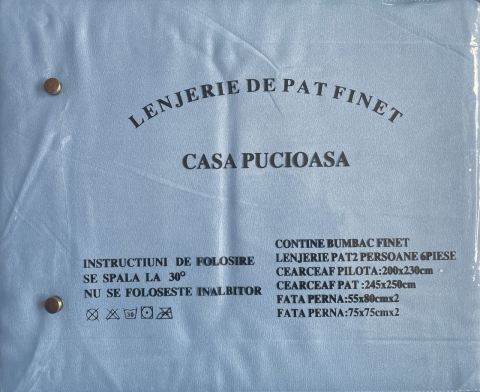 LENJERIE DE PAT FINET
CASA PUCIOASA
INSTRUCTIUNI DE FOLOSIRE
SE SPALA LA 30°
NU SE FOLOSESTE INALBITOR
30
CONTINE BUMBAC FINET
LENJERIE PAT2 PERSOANE 6PIESE
CEARCEAF PILOTA:200x230cm
CEARCEAF PAT :245x250cm
FATA PERNA:55x80cmx2
FATA PERNA:75x75cmx2